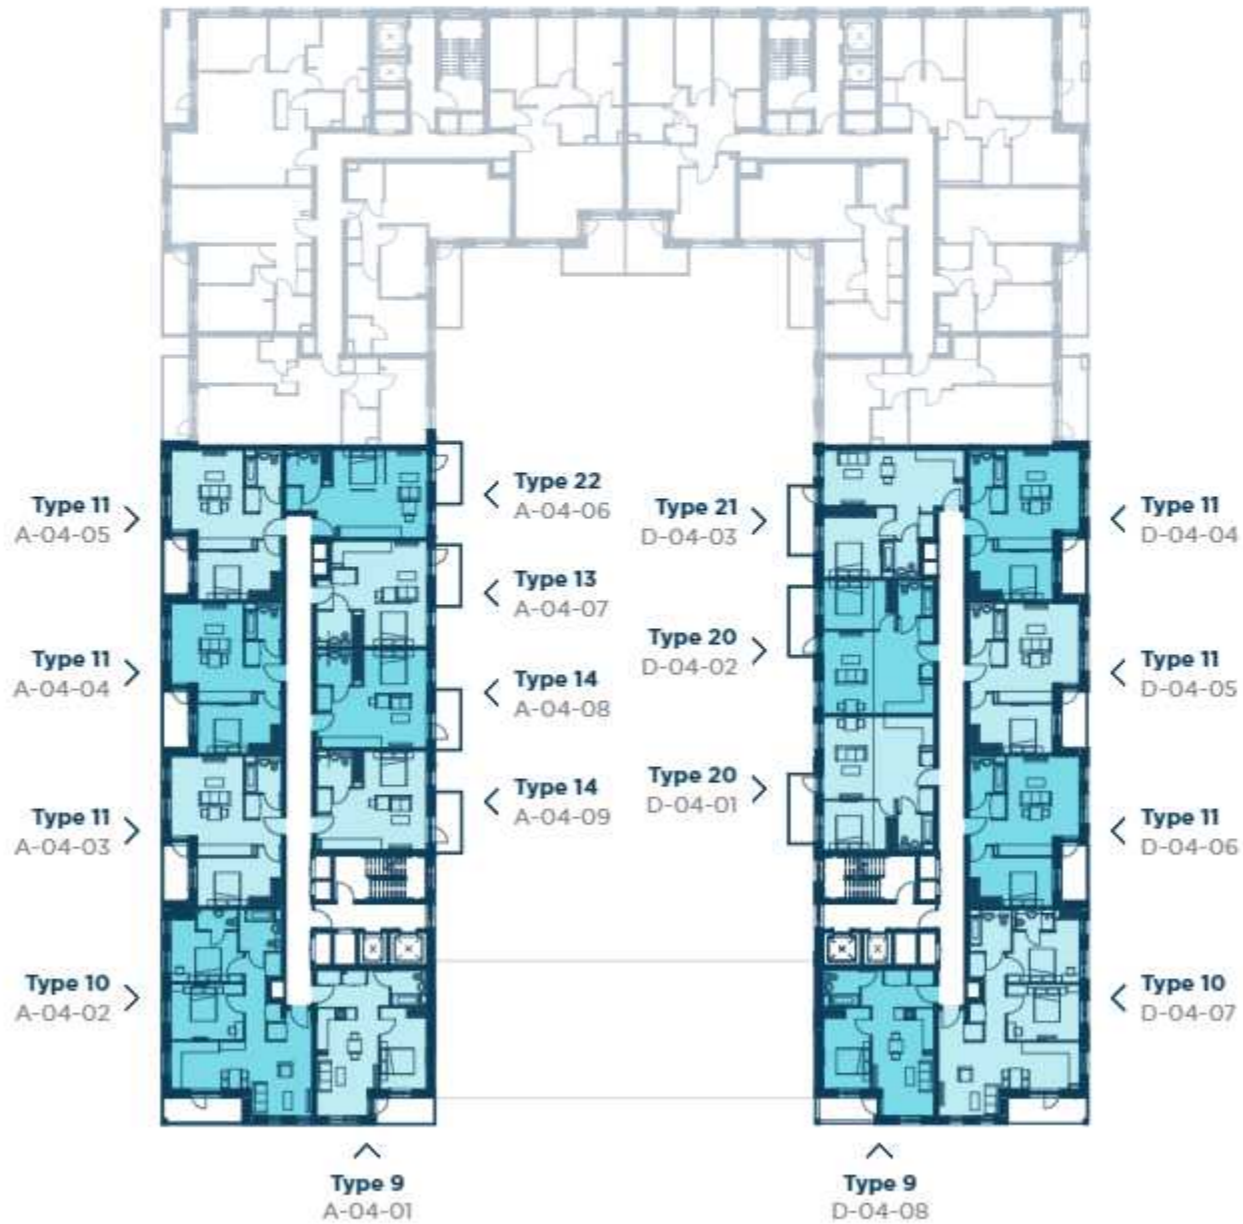 Type 11
A-04-05
Type 22
A-04-06
Type 21
D-04-03
Type 11
D-04-04
Type 13
A-04-07
Type 11
A-04-04
Type 14
A-04-08
Type 20
D-04-02
Type 11
D-04-05
Type 11
A-04-03
Type 14
A-04-09
Type 20
D-04-01
Type 11
D-04-06
Type 10
A-04-02
Type 10
D-04-07
Type 9
A-04-01
Type 9
D-04-08